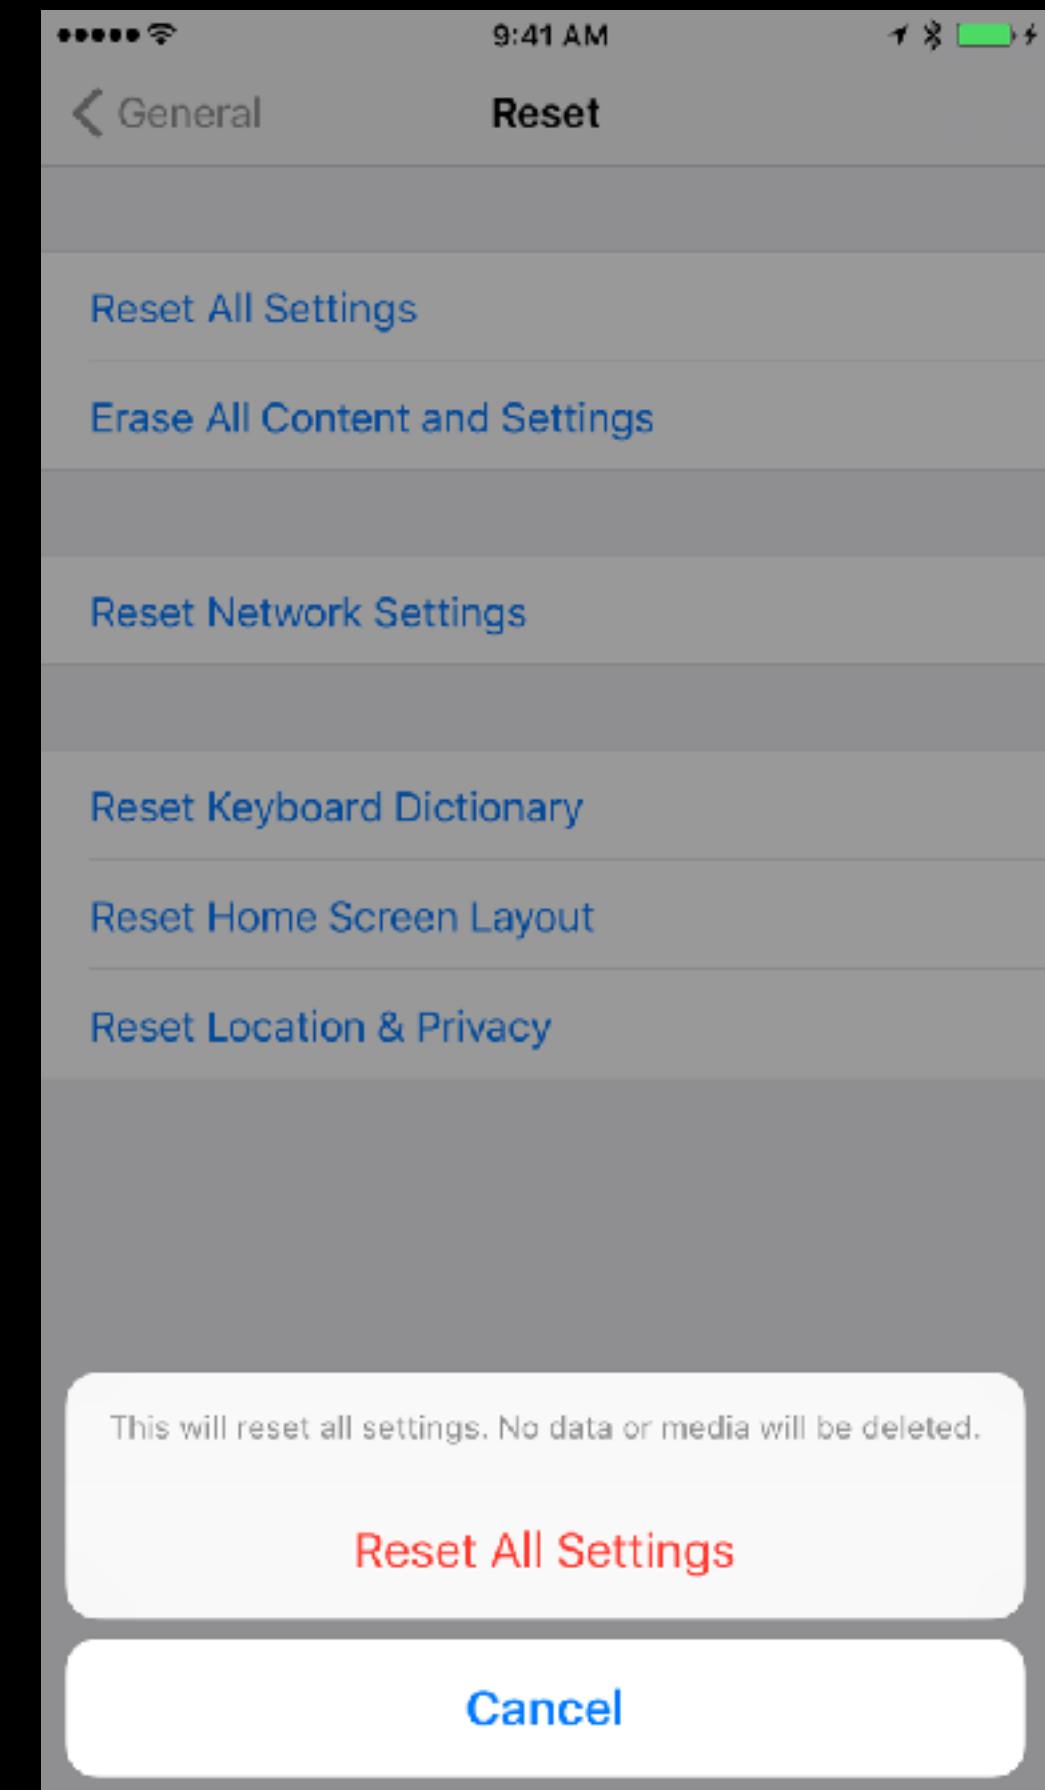 9:41 AM
General
Reset
Reset All Settings
Erase All Content and Settings
Reset Network Settings
Reset Keyboard Dictionary
Reset Home Screen Layout
Reset Location & Privacy
This will reset all settings. No data or media will be deleted.
Reset All Settings
Cancel